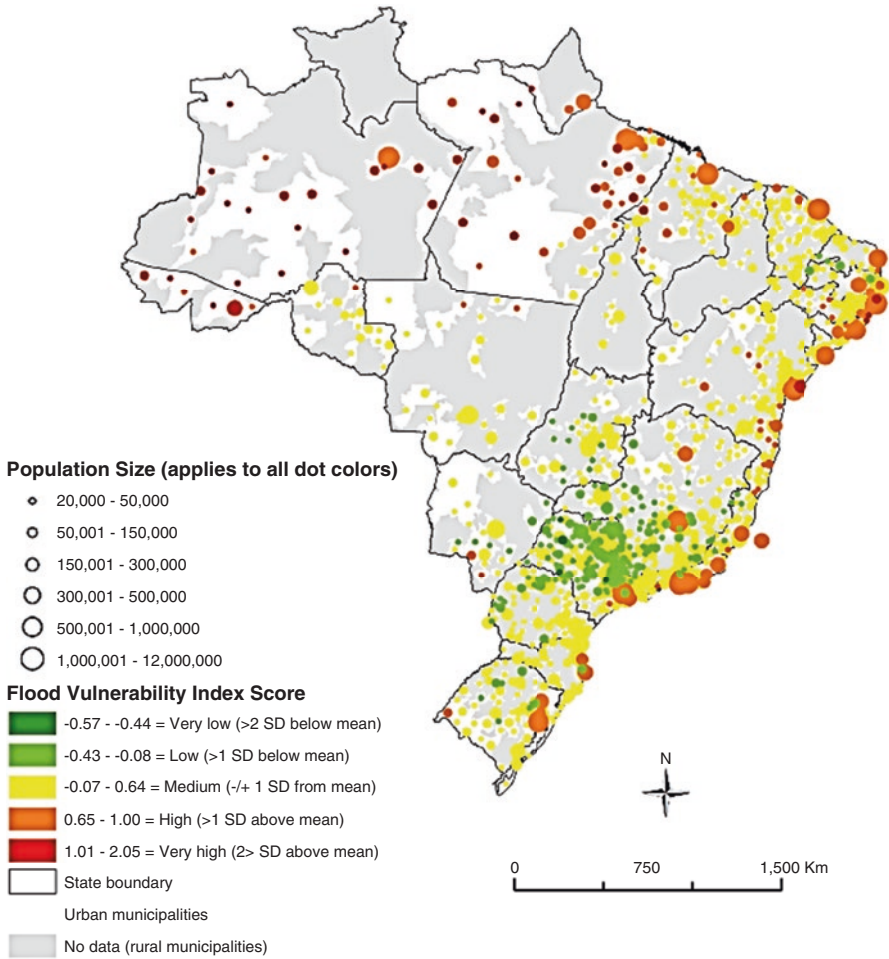 Population Size (applies to all dot colors)
20,000 - 50,000
50,001 - 150,000
150,001 - 300,000
300,001 - 500,000
500,001 - 1,000,000
1,000,001 - 12,000,000
Flood Vulnerability Index Score
-0.57 - -0.44 = Very low (>2 SD below mean)
-0.43 - -0.08 = Low (>1 SD below mean)
-0.07 - 0.64 = Medium (-/+ 1 SD from mean)
0.65 - 1.00 = High (>1 SD above mean)
1.01 - 2.05 = Very high (2> SD above mean)
State boundary
Urban municipalities
No data (rural municipalities)
N
0 750 1,500 Km